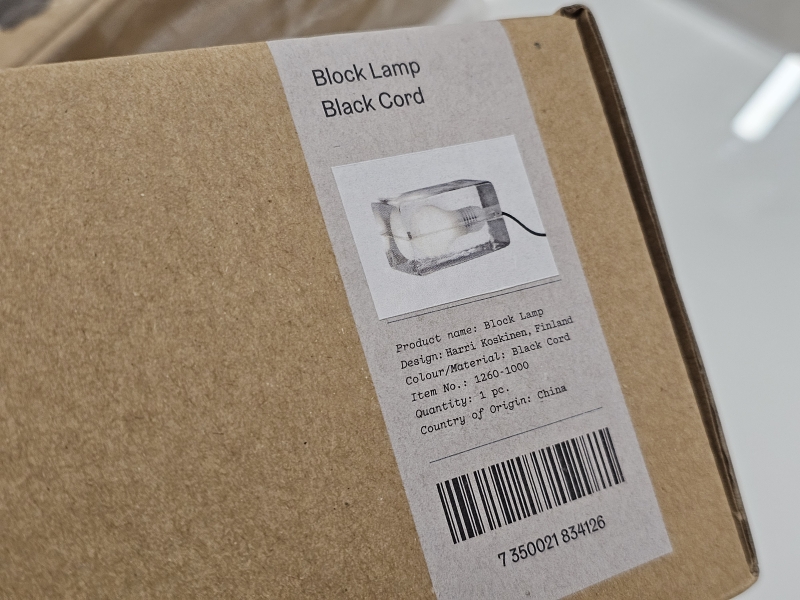 Block Lamp
Black Cord
Product name: Block Lamp
Design: Harri Koskinen, Finland
Colour/Material: Black Cord
Item No.: 1260-1000
Quantity: 1 pc.
Country of Origin: China
7 350021 834126